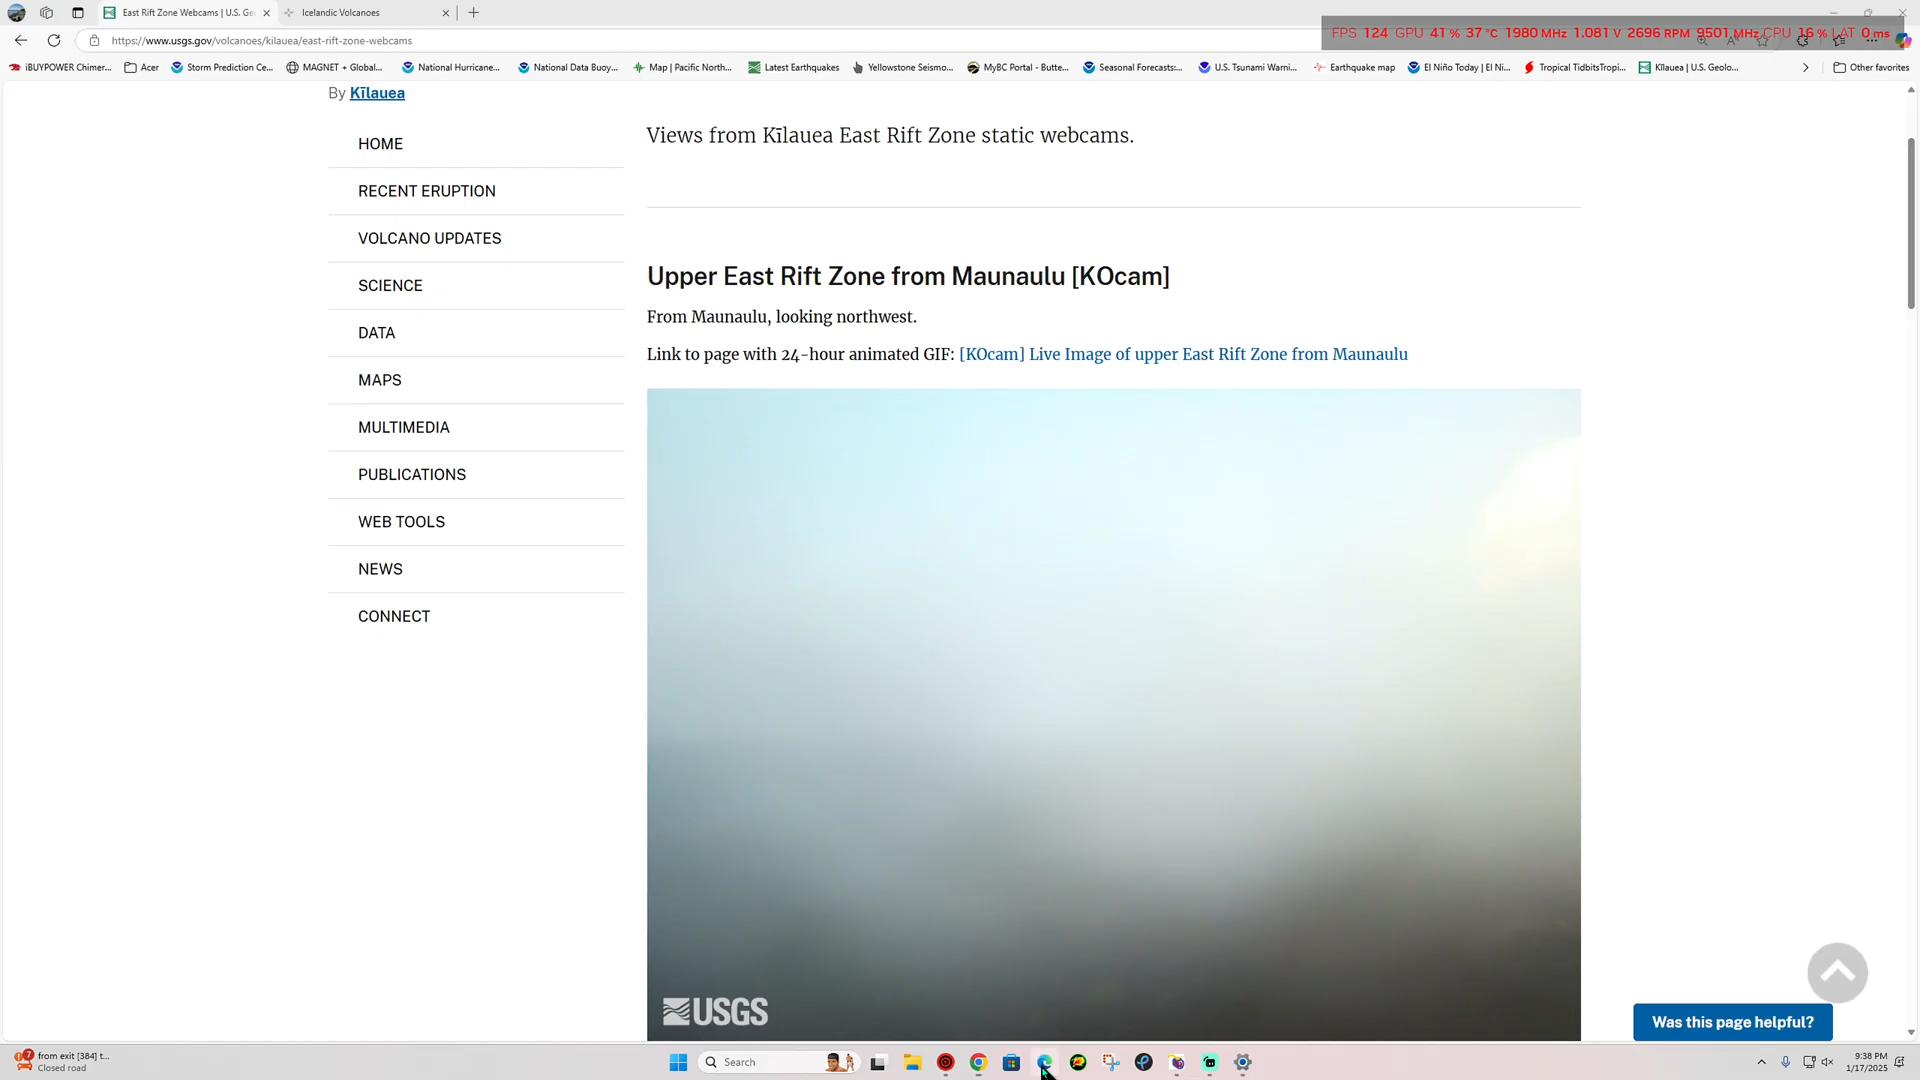 East Rift Zone Webcams | U.S. Ge
Icelandic Volcanoes
https://www.usgs.gov/volcanoes/kilauea/east-rift-zone-webcams
FPS 124 GPU 41 % 37 °C 1980 MHz 1.081 V 2696 RPM 9501 MHz CPU 16 % LAT 0 ms
iBUYPOWER Chimer...
Acer
Storm Prediction Ce...
MAGNET + Global...
National Hurricane...
National Data Buoy...
Map | Pacific North...
Latest Earthquakes
Yellowstone Seismo...
MyBC Portal - Butte...
Seasonal Forecasts:...
U.S. Tsunami Warni...
Earthquake map
El Niño Today | El Ni...
Tropical TidbitsTropi...
Kīlauea | U.S. Geolo...
Other favorites
By Kīlauea
HOME
RECENT ERUPTION
VOLCANO UPDATES
SCIENCE
DATA
MAPS
MULTIMEDIA
PUBLICATIONS
WEB TOOLS
NEWS
CONNECT
Views from Kīlauea East Rift Zone static webcams.
Upper East Rift Zone from Maunaulu [KOcam]
From Maunaulu, looking northwest.
Link to page with 24-hour animated GIF: [KOcam] Live Image of upper East Rift Zone from Maunaulu
USGS
Was this page helpful?
7
from exit [384] t...
Closed road
Search
9:38 PM
1/17/2025